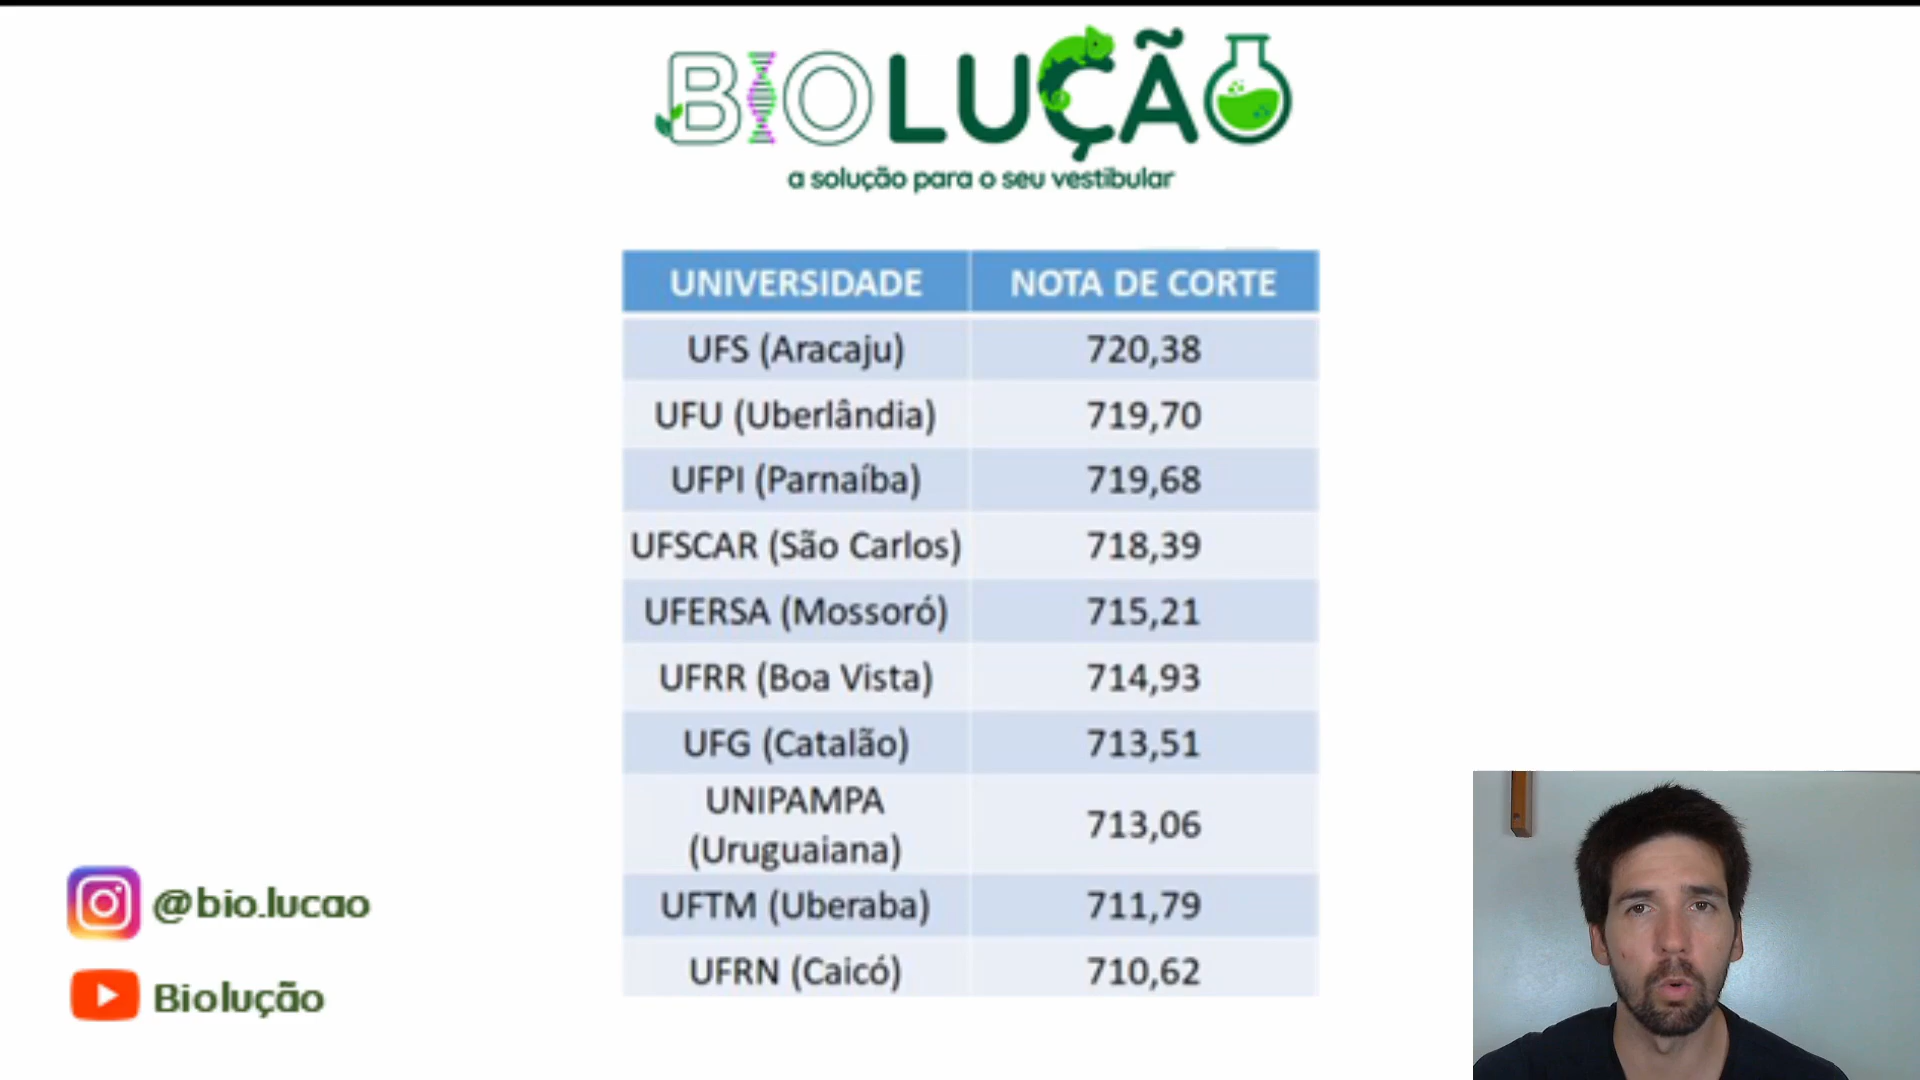 BIOLUÇÃO
a solução para o seu vestibular
UNIVERSIDADE NOTA DE CORTE
UFS (Aracaju) 720,38
UFU (Uberlândia) 719,70
UFPI (Parnaíba) 719,68
UFSCAR (São Carlos) 718,39
UFERSA (Mossoró) 715,21
UFRR (Boa Vista) 714,93
UFG (Catalão) 713,51
UNIPAMPA
(Uruguaiana) 713,06
UFTM (Uberaba) 711,79
UFRN (Caicó) 710,62
@bio.lucao
Biolução